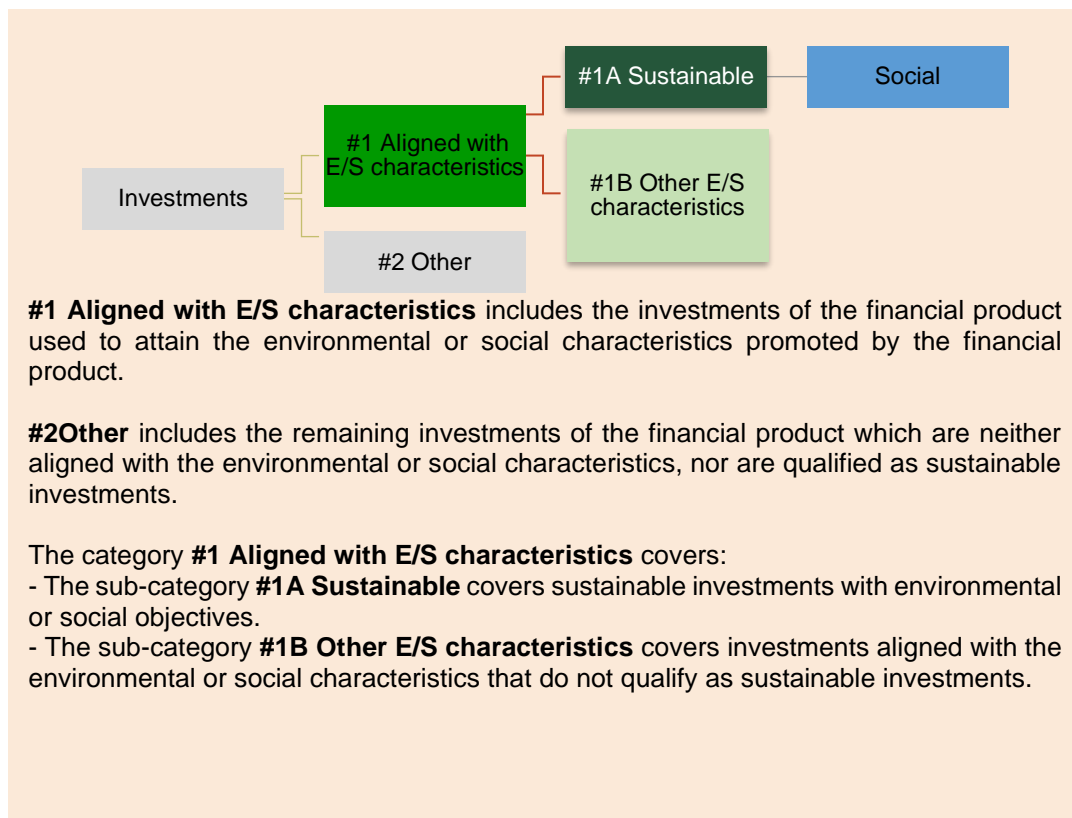 #1A Sustainable
Social
#1 Aligned with
E/S characteristics
#1B Other E/S
characteristics
Investments
#2 Other
#1 Aligned with E/S characteristics includes the investments of the financial product
used to attain the environmental or social characteristics promoted by the financial
product.
#2Other includes the remaining investments of the financial product which are neither
aligned with the environmental or social characteristics, nor are qualified as sustainable
investments.
The category #1 Aligned with E/S characteristics covers:
- The sub-category #1A Sustainable covers sustainable investments with environmental
or social objectives.
- The sub-category #1B Other E/S characteristics covers investments aligned with the
environmental or social characteristics that do not qualify as sustainable investments.